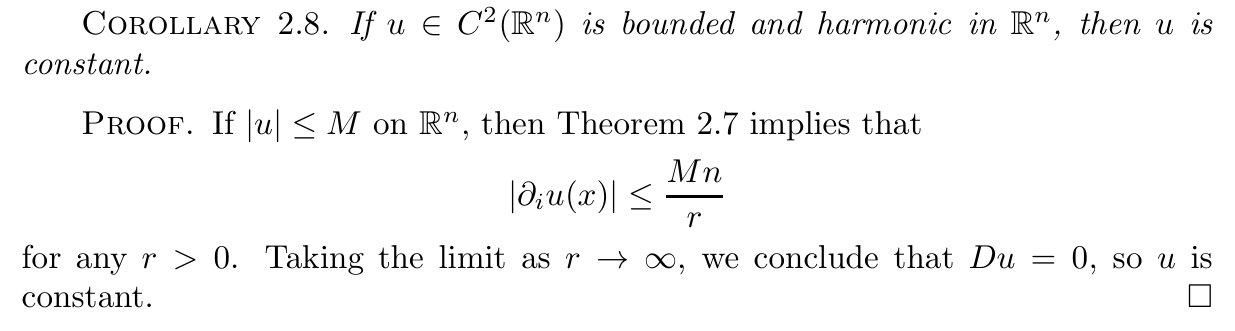 COROLLARY 2.8. If u ∈ C²(ℝⁿ) is bounded and harmonic in ℝⁿ, then u is
constant.
PROOF. If |u| ≤ M on ℝⁿ, then Theorem 2.7 implies that
|∂ᵢu(x)| ≤ Mn/r
for any r > 0. Taking the limit as r → ∞, we conclude that Du = 0, so u is
constant. □